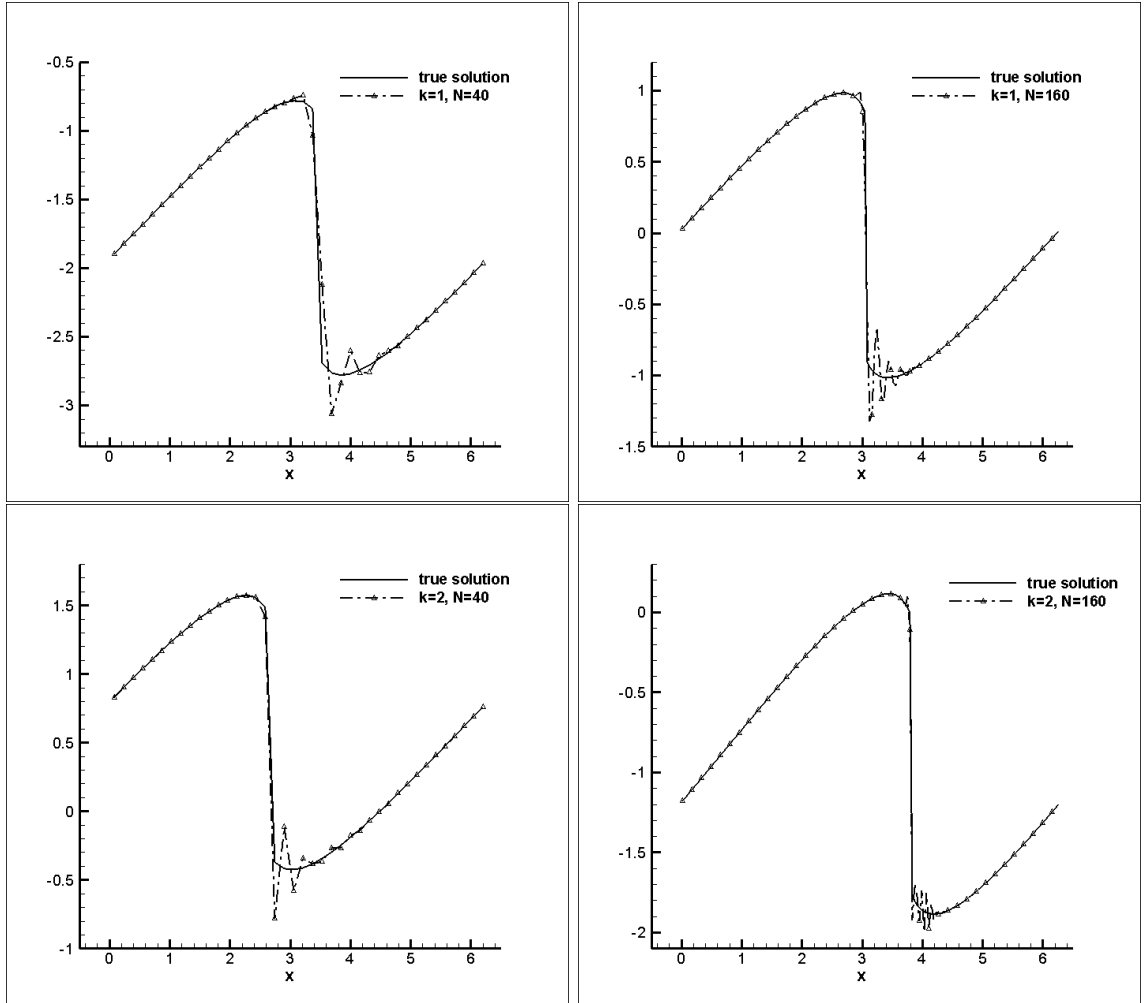 true solution
k=1, N=40
-0.5
-1
-1.5
-2
-2.5
-3
0 1 2 3 4 5 6
x
true solution
k=1, N=160
1
0.5
0
-0.5
-1
-1.5
0 1 2 3 4 5 6
x
true solution
k=2, N=40
1.5
1
0.5
0
-0.5
-1
0 1 2 3 4 5 6
x
true solution
k=2, N=160
0
-0.5
-1
-1.5
-2
0 1 2 3 4 5 6
x